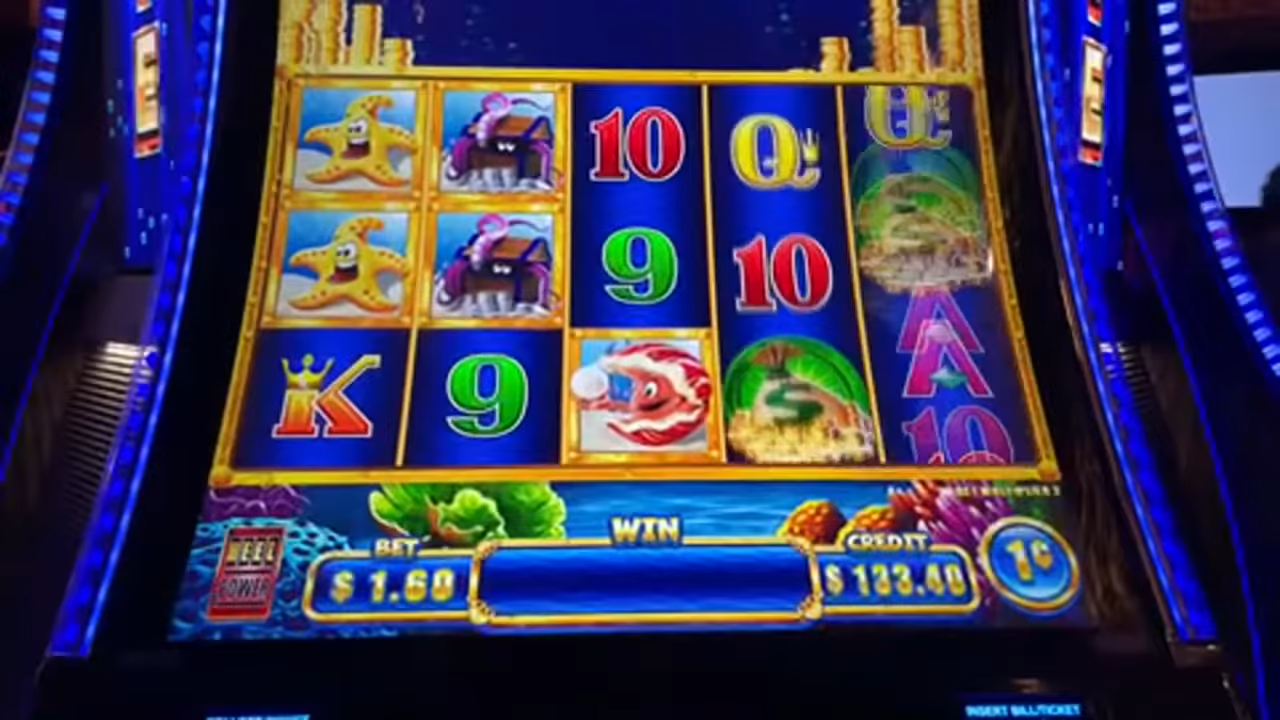 10 Q
9 10
K 9 A
10
WIN
BET CREDIT
REEL
POWER
$ 1.60 $ 133.40 1¢
INSERT BILL/TICKET